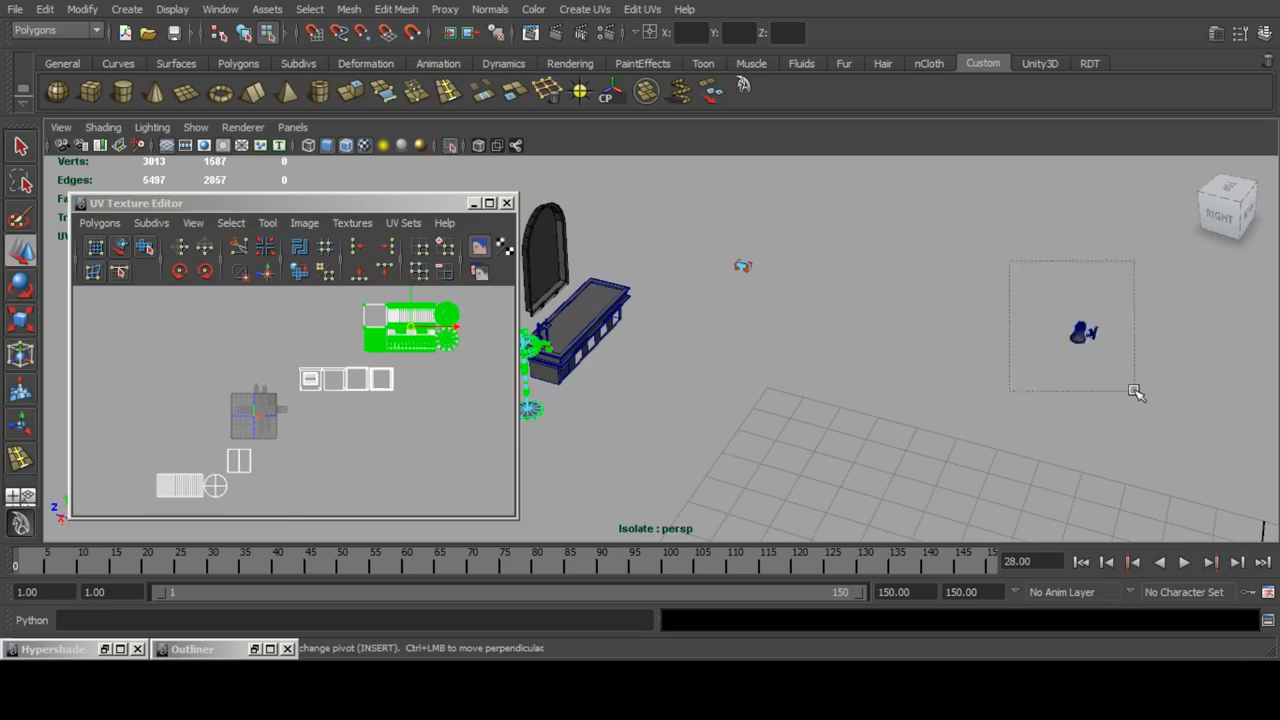 File Edit Modify Create Display Window Assets Select Mesh Edit Mesh Proxy Normals Color Create UVs Edit UVs Help
Polygons X: Y: Z:
General Curves Surfaces Polygons Subdivs Deformation Animation Dynamics Rendering PaintEffects Toon Muscle Fluids Fur Hair nCloth Custom Unity3D RDT
CP
View Shading Lighting Show Renderer Panels
Verts: 3013 1587 0
Edges: 5497 2857 0
UV Texture Editor
Polygons Subdivs View Select Tool Image Textures UV Sets Help
RIGHT
Z
Isolate : persp
5 10 15 20 25 30 35 40 45 50 55 60 65 70 75 80 85 90 95 100 105 110 115 120 125 130 135 140 145 15
0
28.00
1.00 1.00 1 150 150.00 150.00 No Anim Layer No Character Set
Python
Hypershade Outliner change pivot (INSERT). Ctrl+LMB to move perpendicular.